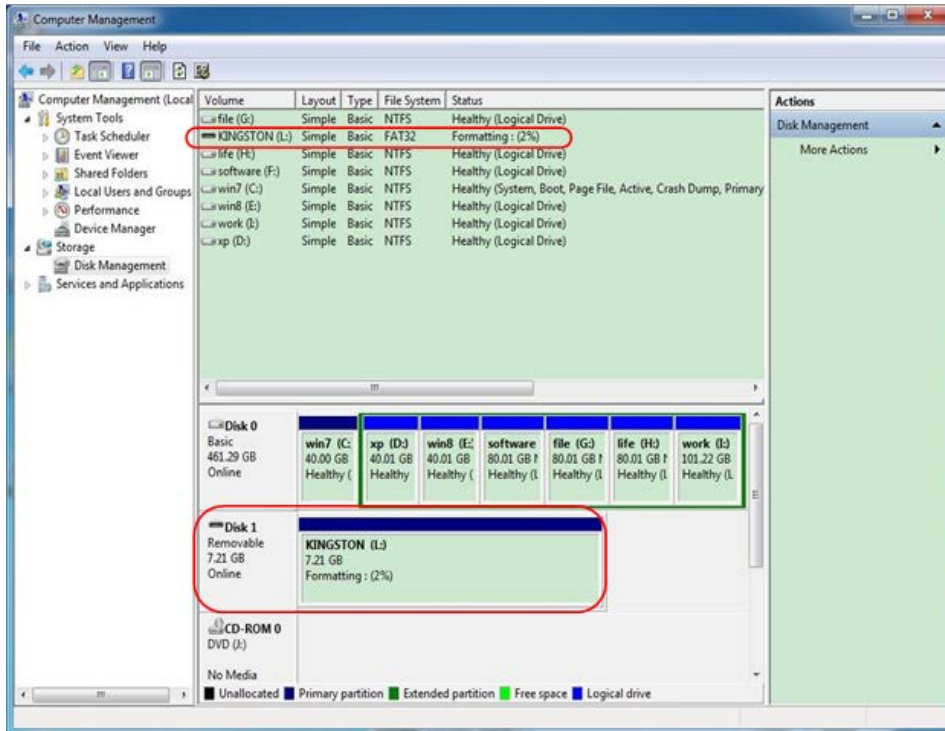 Computer Management
File Action View Help
Computer Management (Local
System Tools
Task Scheduler
Event Viewer
Shared Folders
Local Users and Groups
Performance
Device Manager
Storage
Disk Management
Services and Applications
Volume Layout Type File System Status
file (G:) Simple Basic NTFS Healthy (Logical Drive)
KINGSTON (L:) Simple Basic FAT32 Formatting : (2%)
life (H:) Simple Basic NTFS Healthy (Logical Drive)
software (F:) Simple Basic NTFS Healthy (Logical Drive)
win7 (C:) Simple Basic NTFS Healthy (System, Boot, Page File, Active, Crash Dump, Primary
win8 (E:) Simple Basic NTFS Healthy (Logical Drive)
work (I:) Simple Basic NTFS Healthy (Logical Drive)
xp (D:) Simple Basic NTFS Healthy (Logical Drive)
Disk 0
Basic
461.29 GB
Online
win7 (C: xp (D:) win8 (E: software file (G:) life (H:) work (I:)
40.00 GB 40.01 GB 40.01 GB 80.01 GB N 80.01 GB N 80.01 GB N 101.22 GB
Healthy ( Healthy Healthy ( Healthy (L Healthy (L Healthy (L Healthy (L
Disk 1
Removable
7.21 GB
Online
KINGSTON (L:)
7.21 GB
Formatting : (2%)
CD-ROM 0
DVD (J:)
No Media
Unallocated Primary partition Extended partition Free space Logical drive
Actions
Disk Management
More Actions